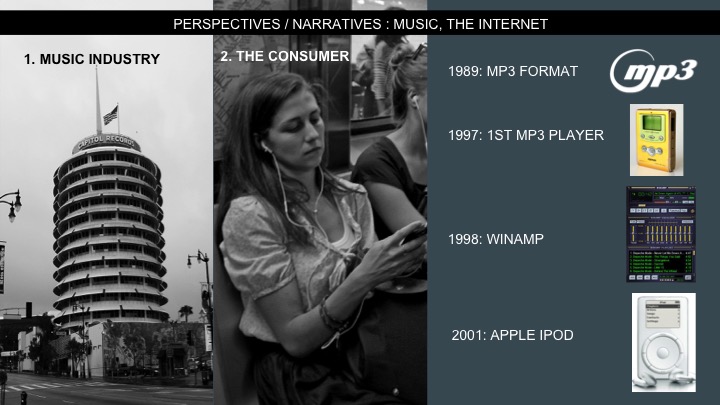 PERSPECTIVES / NARRATIVES : MUSIC, THE INTERNET
1. MUSIC INDUSTRY
2. THE CONSUMER
CAPITOL RECORDS
1989: MP3 FORMAT
mp3
1997: 1ST MP3 PLAYER
1998: WINAMP
2001: APPLE IPOD